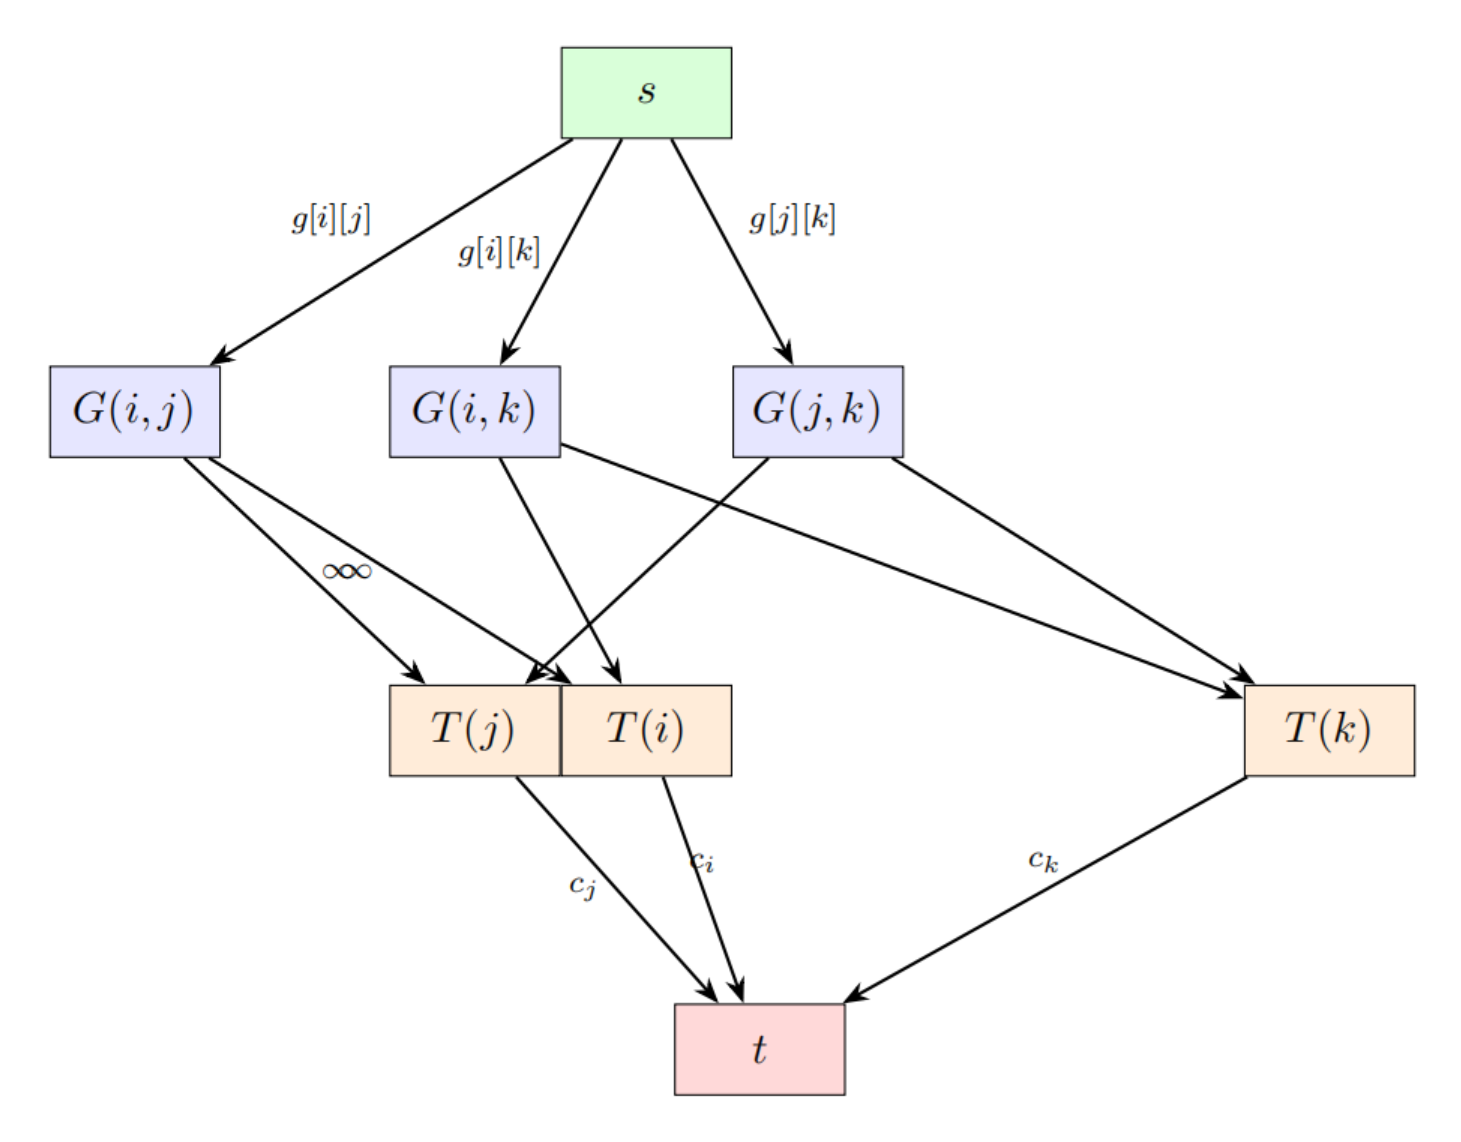 s
g[i][j]
g[i][k]
g[j][k]
G(i, j)
G(i, k)
G(j, k)
∞∞
T(j)
T(i)
T(k)
c_j
c_i
c_k
t